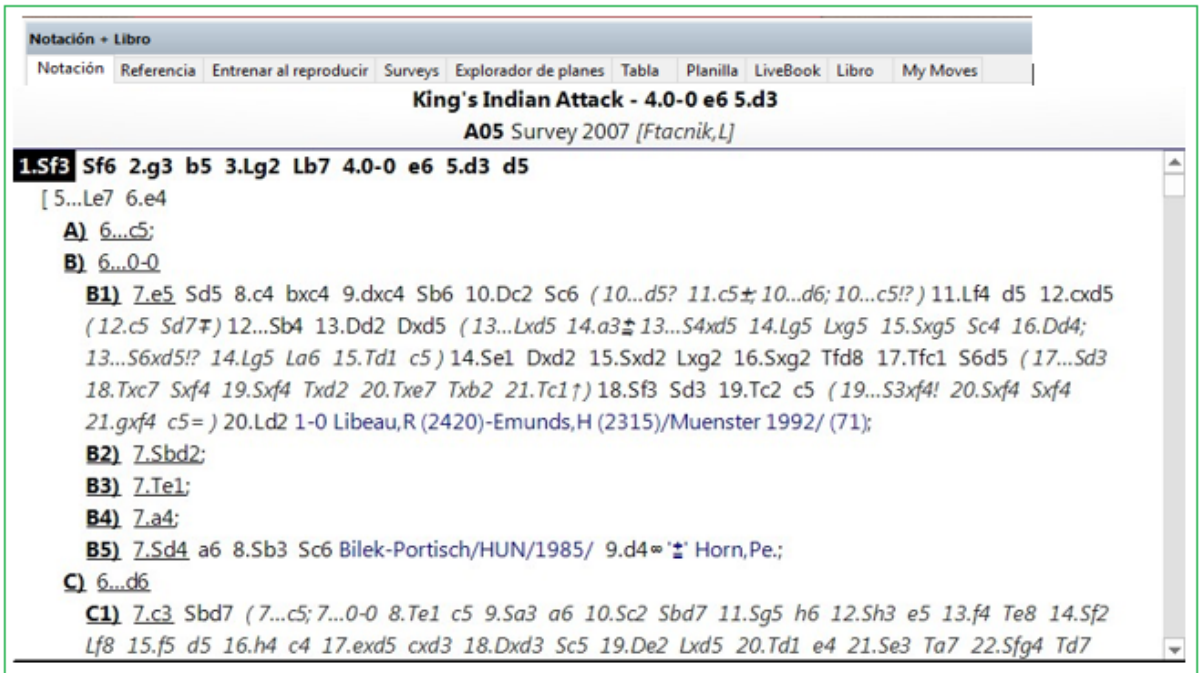 Notación + Libro
Notación Referencia Entrenar al reproducir Surveys Explorador de planes Tabla Planilla LiveBook Libro My Moves
King's Indian Attack - 4.0-0 e6 5.d3
A05 Survey 2007 [Ftacnik,L]
1.Sf3 Sf6 2.g3 b5 3.Lg2 Lb7 4.0-0 e6 5.d3 d5
[ 5...Le7 6.e4
A) 6...c5;
B) 6...0-0
B1) 7.e5 Sd5 8.c4 bxc4 9.dxc4 Sb6 10.Dc2 Sc6 ( 10...d5? 11.c5±; 10...d6; 10...c5!? ) 11.Lf4 d5 12.cxd5
( 12.c5 Sd7∓ ) 12...Sb4 13.Dd2 Dxd5 ( 13...Lxd5 14.a3⩲ 13...S4xd5 14.Lg5 Lxg5 15.Sxg5 Sc4 16.Dd4;
13...S6xd5!? 14.Lg5 La6 15.Td1 c5 ) 14.Se1 Dxd2 15.Sxd2 Lxg2 16.Sxg2 Tfd8 17.Tfc1 S6d5 ( 17...Sd3
18.Txc7 Sxf4 19.Sxf4 Txd2 20.Txe7 Txb2 21.Tc1↑ ) 18.Sf3 Sd3 19.Tc2 c5 ( 19...S3xf4! 20.Sxf4 Sxf4
21.gxf4 c5= ) 20.Ld2 1-0 Libeau,R (2420)-Emunds,H (2315)/Muenster 1992/ (71);
B2) 7.Sbd2;
B3) 7.Te1;
B4) 7.a4;
B5) 7.Sd4 a6 8.Sb3 Sc6 Bilek-Portisch/HUN/1985/ 9.d4∞ '⩲' Horn,Pe.;
C) 6...d6
C1) 7.c3 Sbd7 ( 7...c5; 7...0-0 8.Te1 c5 9.Sa3 a6 10.Sc2 Sbd7 11.Sg5 h6 12.Sh3 e5 13.f4 Te8 14.Sf2
Lf8 15.f5 d5 16.h4 c4 17.exd5 cxd3 18.Dxd3 Sc5 19.De2 Lxd5 20.Td1 e4 21.Se3 Ta7 22.Sfg4 Td7